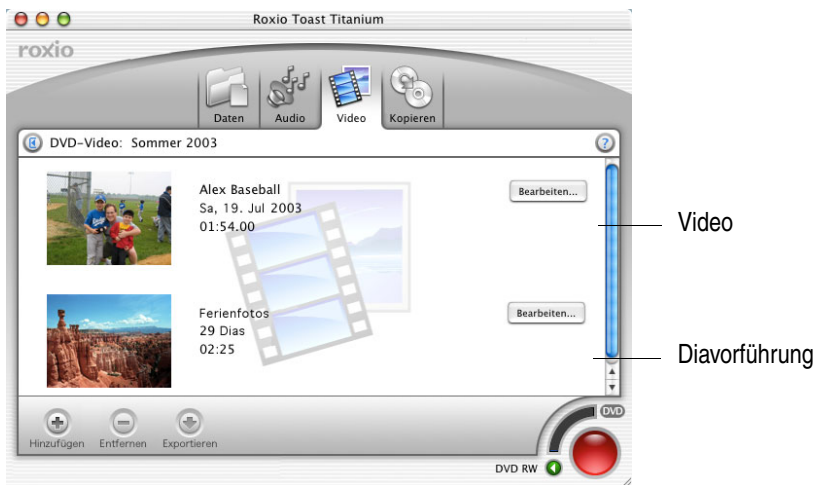 Roxio Toast Titanium
roxio
Daten Audio Video Kopieren
DVD-Video: Sommer 2003
?
Alex Baseball
Sa, 19. Jul 2003
01:54.00
Bearbeiten...
Video
Ferienfotos
29 Dias
02:25
Bearbeiten...
Diavorführung
Hinzufügen Entfernen Exportieren
DVD
DVD RW